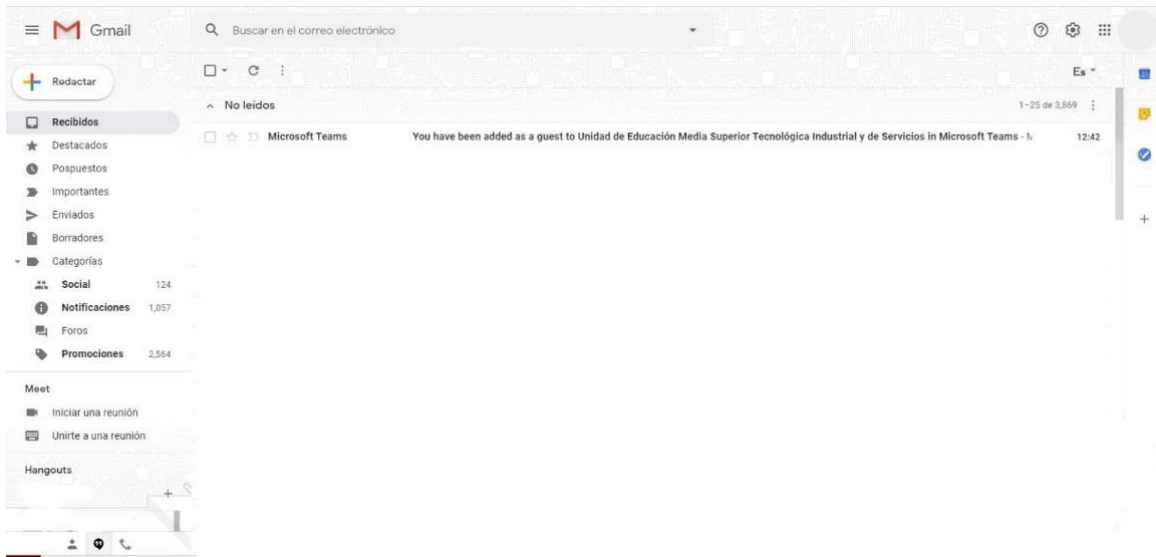 Gmail
Buscar en el correo electrónico
Redactar
Es
No leídos
1-25 de 3,869
Recibidos
Microsoft Teams You have been added as a guest to Unidad de Educación Media Superior Tecnológica Industrial y de Servicios in Microsoft Teams - 12:42
Destacados
Pospuestos
Importantes
Enviados
Borradores
Categorías
Social 124
Notificaciones 1,057
Foros
Promociones 2,564
Meet
Iniciar una reunión
Unirte a una reunión
Hangouts